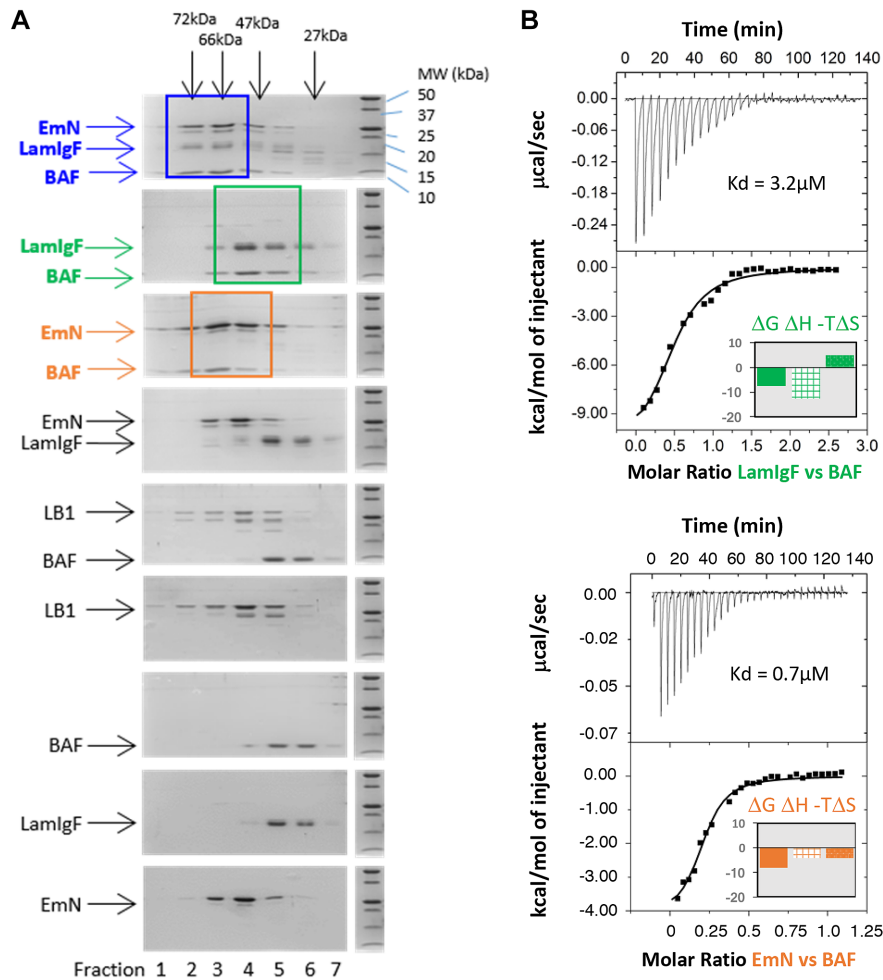 A
72kDa 47kDa
66kDa 27kDa
MW (kDa)
50
37
25
20
15
10
EmN
LamIgF
BAF
LamIgF
BAF
EmN
BAF
EmN
LamIgF
LB1
BAF
LB1
BAF
LamIgF
EmN
Fraction 1 2 3 4 5 6 7
B
Time (min)
0 20 40 60 80 100 120 140
µcal/sec
0.00
-0.06
-0.12
-0.18
-0.24
Kd = 3.2µM
kcal/mol of injectant
0.00
-3.00
-6.00
-9.00
ΔG ΔH -TΔS
10
0
-10
-20
0.0 0.5 1.0 1.5 2.0 2.5 3.0
Molar Ratio LamIgF vs BAF
Time (min)
0 20 40 60 80 100 120 140
µcal/sec
0.00
-0.02
-0.05
-0.07
Kd = 0.7µM
kcal/mol of injectant
0.00
-1.00
-2.00
-3.00
-4.00
ΔG ΔH -TΔS
10
0
-10
-20
0 0.25 0.5 0.75 1.0 1.25
Molar Ratio EmN vs BAF